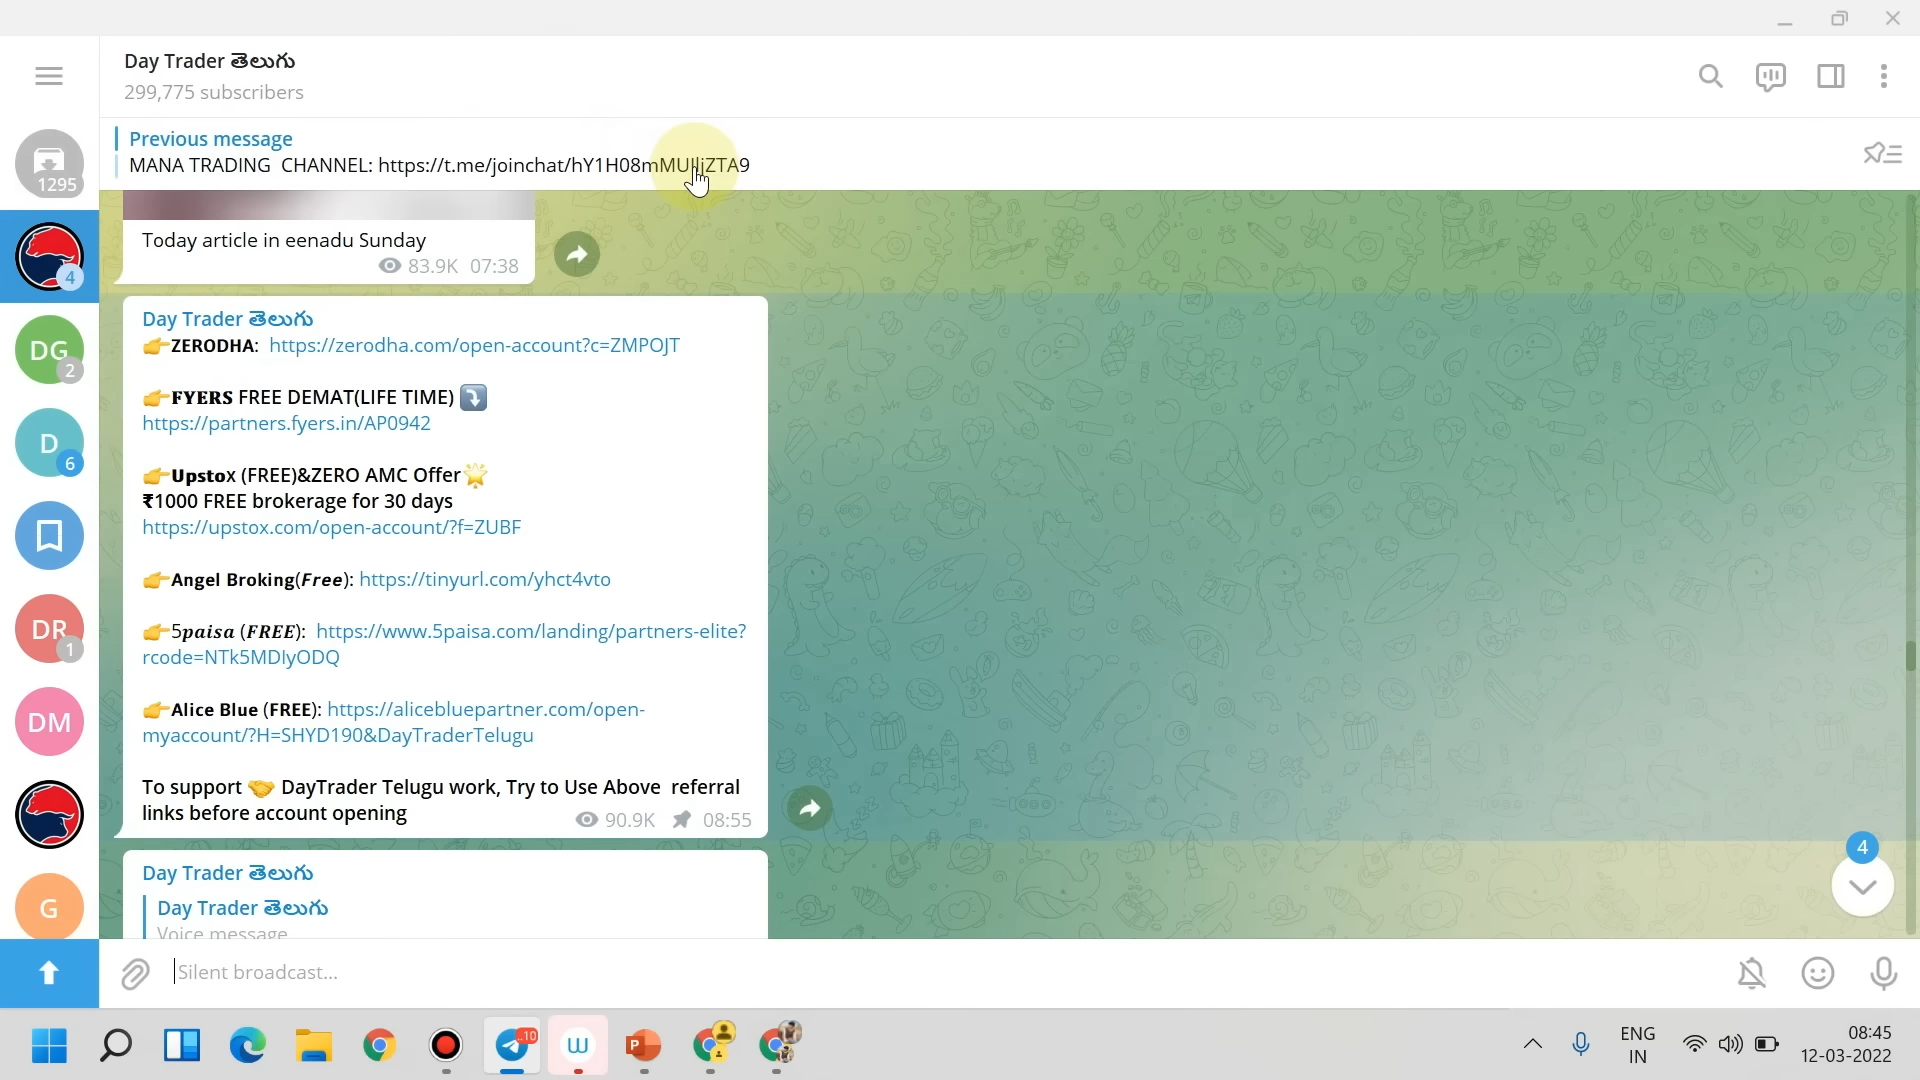 Day Trader తెలుగు
299,775 subscribers
Previous message
MANA TRADING CHANNEL: https://t.me/joinchat/hY1H08mMUIljZTA9
1295
Today article in eenadu Sunday
83.9K 07:38
4
DG
2
D
6
DR
1
DM
G
Day Trader తెలుగు
👉ZERODHA: https://zerodha.com/open-account?c=ZMPOJT
👉FYERS FREE DEMAT(LIFE TIME) ⤵️
https://partners.fyers.in/AP0942
👉Upstox (FREE)&ZERO AMC Offer🌟
₹1000 FREE brokerage for 30 days
https://upstox.com/open-account/?f=ZUBF
👉Angel Broking(Free): https://tinyurl.com/yhct4vto
👉5paisa (FREE): https://www.5paisa.com/landing/partners-elite?
rcode=NTk5MDIyODQ
👉Alice Blue (FREE): https://alicebluepartner.com/open-
myaccount/?H=SHYD190&DayTraderTelugu
To support 🤝 DayTrader Telugu work, Try to Use Above referral
links before account opening
90.9K 08:55
4
Day Trader తెలుగు
Day Trader తెలుగు
Voice message
Silent broadcast...
..10
W
P
ENG
IN
08:45
12-03-2022